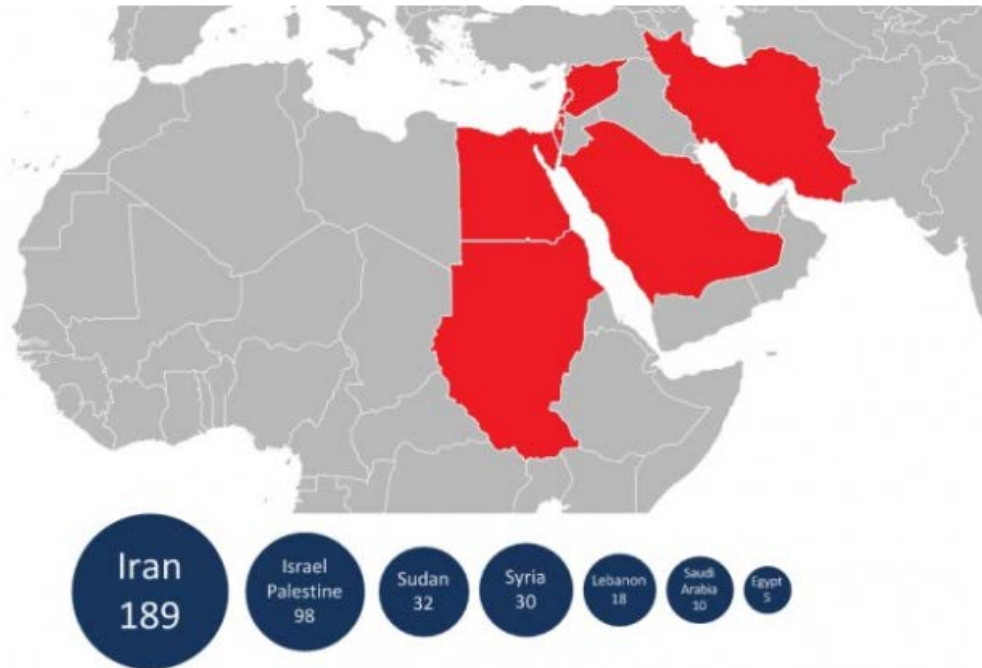 Iran
189
Israel
Palestine
98
Sudan
32
Syria
30
Lebanon
18
Saudi
Arabia
10
Egypt
5